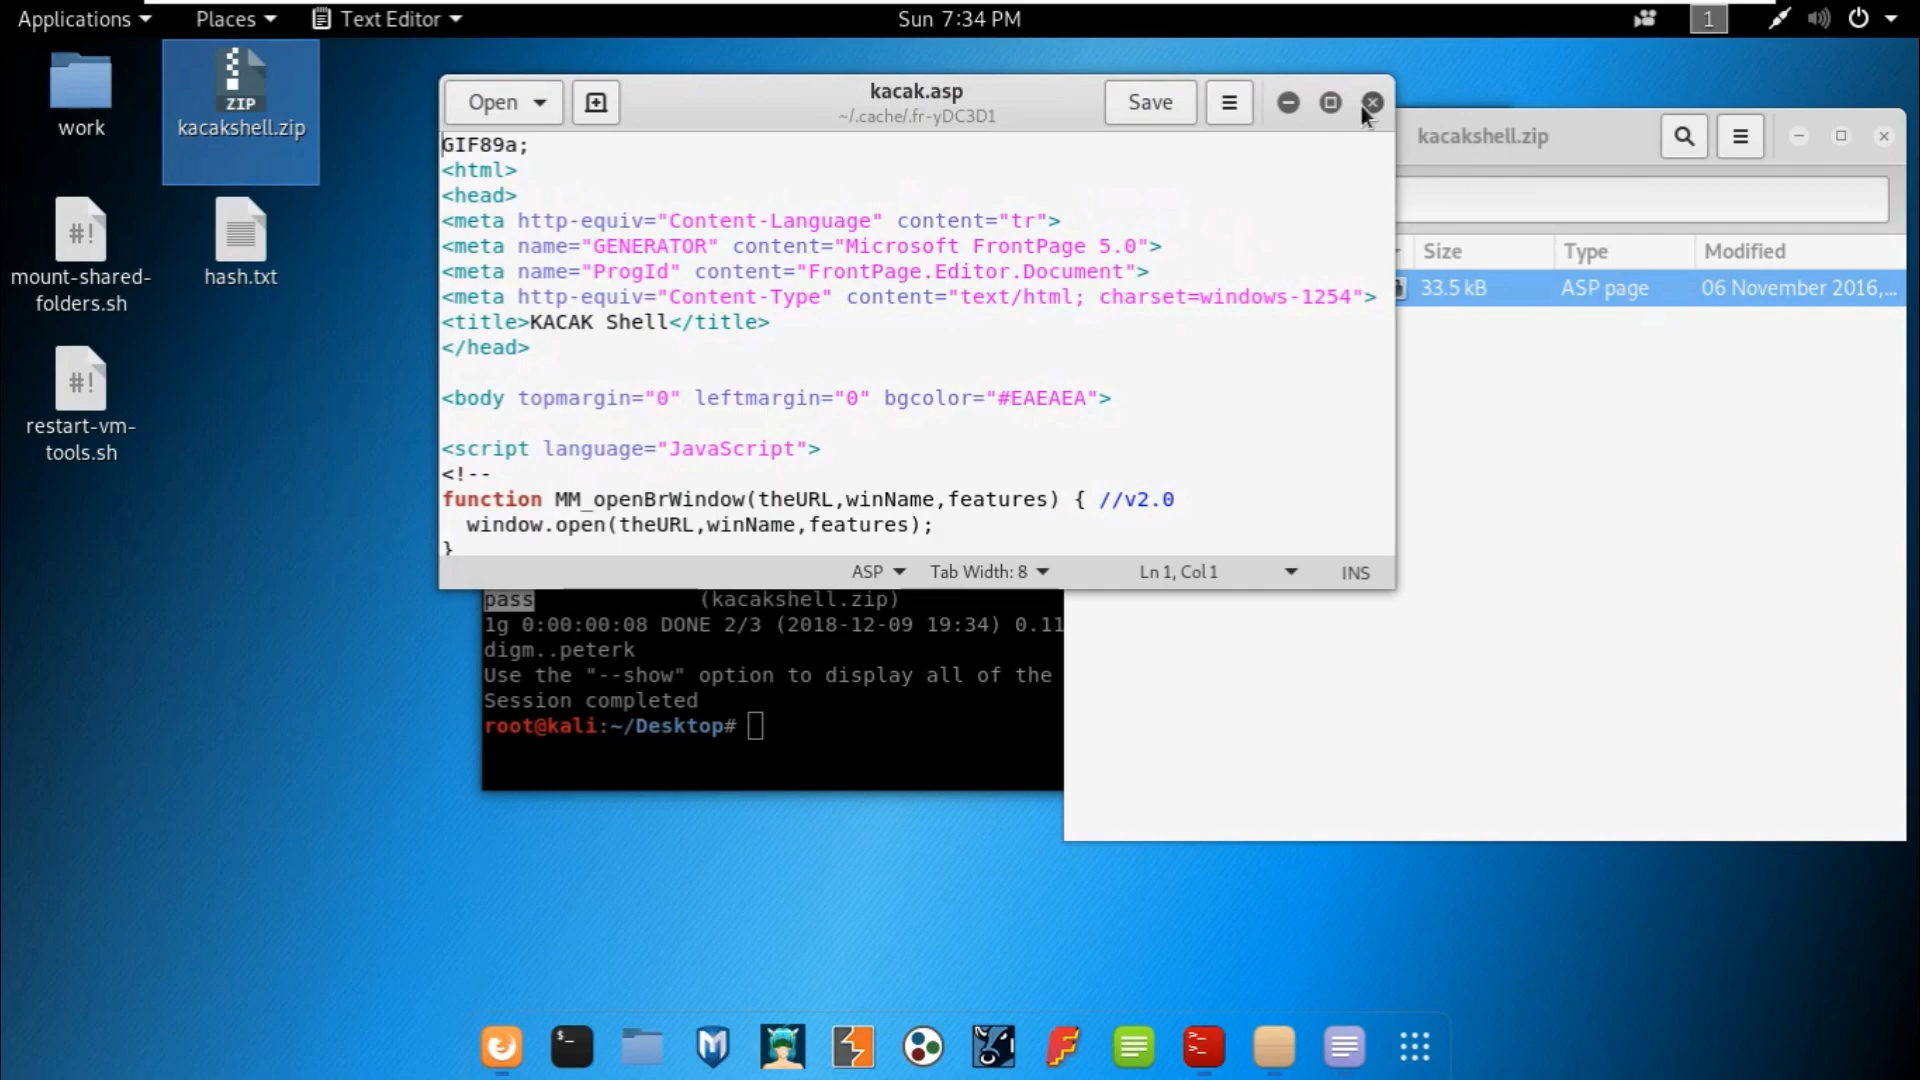 Applications
Places
Text Editor
Sun 7:34 PM
1
work
ZIP
kacakshell.zip
#!
mount-shared-
folders.sh
hash.txt
#!
restart-vm-
tools.sh
Open
kacak.asp
~/.cache/.fr-yDC3D1
Save
GIF89a;
<html>
<head>
<meta http-equiv="Content-Language" content="tr">
<meta name="GENERATOR" content="Microsoft FrontPage 5.0">
<meta name="ProgId" content="FrontPage.Editor.Document">
<meta http-equiv="Content-Type" content="text/html; charset=windows-1254">
<title>KACAK Shell</title>
</head>
<body topmargin="0" leftmargin="0" bgcolor="#EAEAEA">
<script language="JavaScript">
<!--
function MM_openBrWindow(theURL,winName,features) { //v2.0
window.open(theURL,winName,features);
}
ASP
Tab Width: 8
Ln 1, Col 1
INS
kacakshell.zip
Size
Type
Modified
33.5 kB
ASP page
06 November 2016,...
pass (kacakshell.zip)
1g 0:00:00:08 DONE 2/3 (2018-12-09 19:34) 0.11
digm..peterk
Use the "--show" option to display all of the
Session completed
root@kali:~/Desktop#